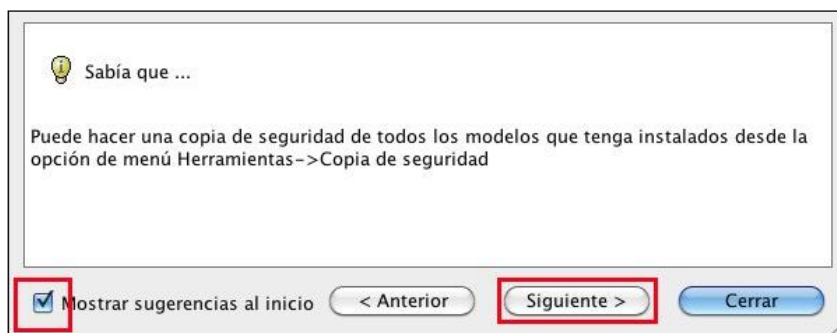 Sabía que ...
Puede hacer una copia de seguridad de todos los modelos que tenga instalados desde la
opción de menú Herramientas->Copia de seguridad
Mostrar sugerencias al inicio < Anterior Siguiente > Cerrar